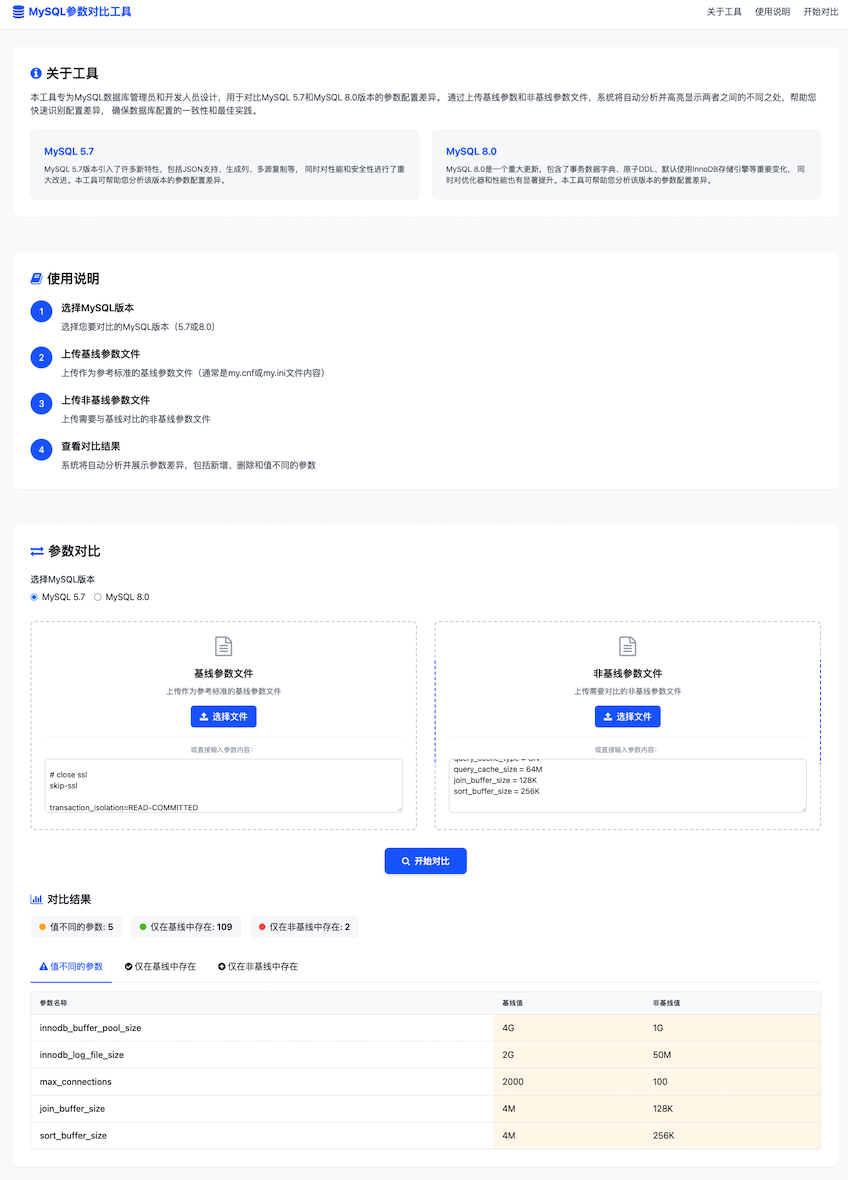 MySQL参数对比工具
关于工具 使用说明 开始对比
关于工具
本工具专为MySQL数据库管理员和开发人员设计，用于对比MySQL 5.7和MySQL 8.0版本的参数配置差异。 通过上传基线参数和非基线参数文件，系统将自动分析并高亮显示两者之间的不同之处，帮助您
快速识别配置差异， 确保数据库配置的一致性和最佳实践。
MySQL 5.7
MySQL 5.7版本引入了许多新特性，包括JSON支持、生成列、多源复制等， 同时对性能和安全性进行了重
大改进。本工具可帮助您分析该版本的参数配置差异。
MySQL 8.0
MySQL 8.0是一个重大更新，包含了事务数据字典、原子DDL、默认使用InnoDB存储引擎等重要变化， 同
时对优化器和性能也有显著提升。本工具可帮助您分析该版本的参数配置差异。
使用说明
1 选择MySQL版本
选择您要对比的MySQL版本（5.7或8.0）
2 上传基线参数文件
上传作为参考标准的基线参数文件（通常是my.cnf或my.ini文件内容）
3 上传非基线参数文件
上传需要与基线对比的非基线参数文件
4 查看对比结果
系统将自动分析并展示参数差异，包括新增、删除和值不同的参数
参数对比
选择MySQL版本
MySQL 5.7 MySQL 8.0
基线参数文件
上传作为参考标准的基线参数文件
选择文件
或直接输入参数内容:
# close ssl
skip-ssl
transaction_isolation=READ-COMMITTED
非基线参数文件
上传需要对比的非基线参数文件
选择文件
或直接输入参数内容:
query_cache_type = ON
query_cache_size = 64M
join_buffer_size = 128K
sort_buffer_size = 256K
开始对比
对比结果
值不同的参数: 5 仅在基线中存在: 109 仅在非基线中存在: 2
值不同的参数 仅在基线中存在 仅在非基线中存在
参数名称 基线值 非基线值
innodb_buffer_pool_size 4G 1G
innodb_log_file_size 2G 50M
max_connections 2000 100
join_buffer_size 4M 128K
sort_buffer_size 4M 256K